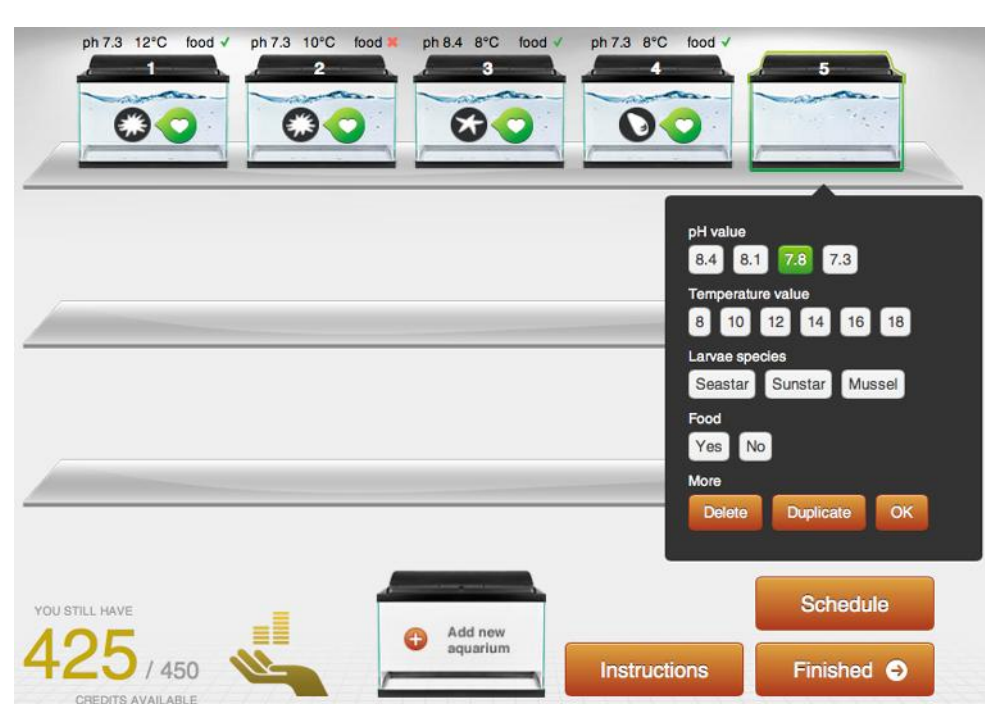 ph 7.3 12°C food ✓ ph 7.3 10°C food ✖ ph 8.4 8°C food ✓ ph 7.3 8°C food ✓
1 2 3 4 5
pH value
8.4 8.1 7.8 7.3
Temperature value
8 10 12 14 16 18
Larvae species
Seastar Sunstar Mussel
Food
Yes No
More
Delete Duplicate OK
YOU STILL HAVE
425 / 450
CREDITS AVAILABLE
Add new
aquarium
Schedule
Instructions Finished